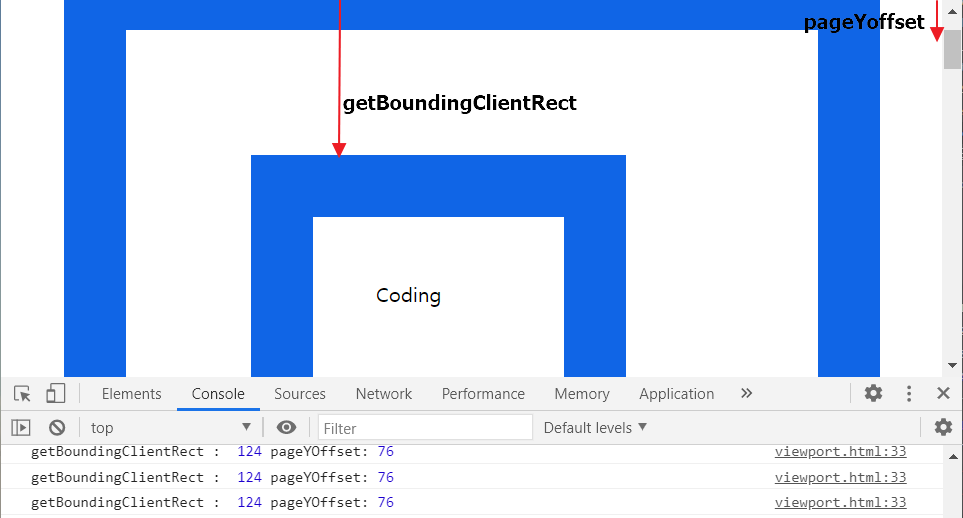 pageYoffset
getBoundingClientRect
Coding
Elements Console Sources Network Performance Memory Application »
top Filter Default levels
getBoundingClientRect :  124 pageYOffset: 76 viewport.html:33
getBoundingClientRect :  124 pageYOffset: 76 viewport.html:33
getBoundingClientRect :  124 pageYOffset: 76 viewport.html:33